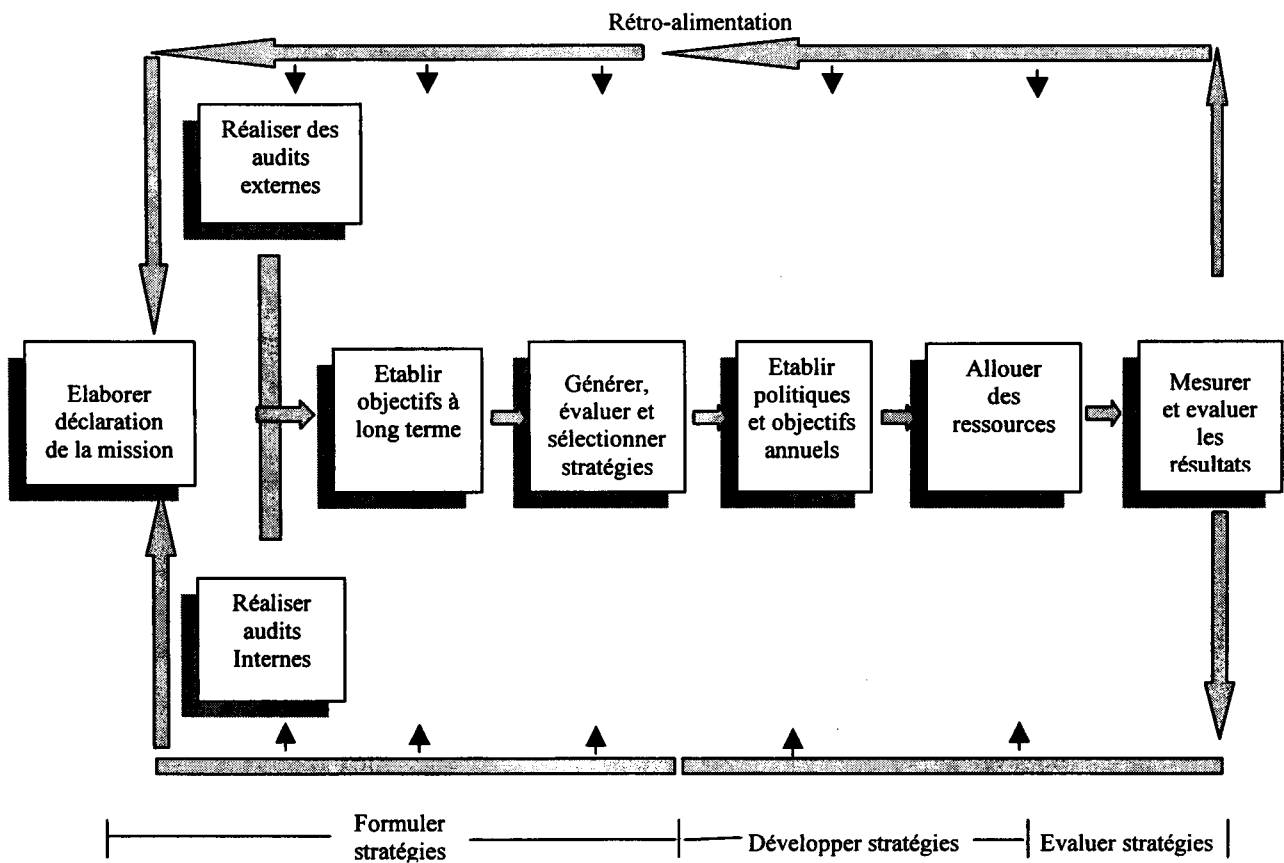 Rétro-alimentation
Réaliser des
audits
externes
Elaborer
déclaration
de la mission
Etablir
objectifs à
long terme
Générer,
évaluer et
sélectionner
stratégies
Etablir
politiques
et objectifs
annuels
Allouer
des
ressources
Mesurer
et evaluer
les
résultats
Réaliser
audits
Internes
Formuler
stratégies
Développer stratégies
Evaluer stratégies